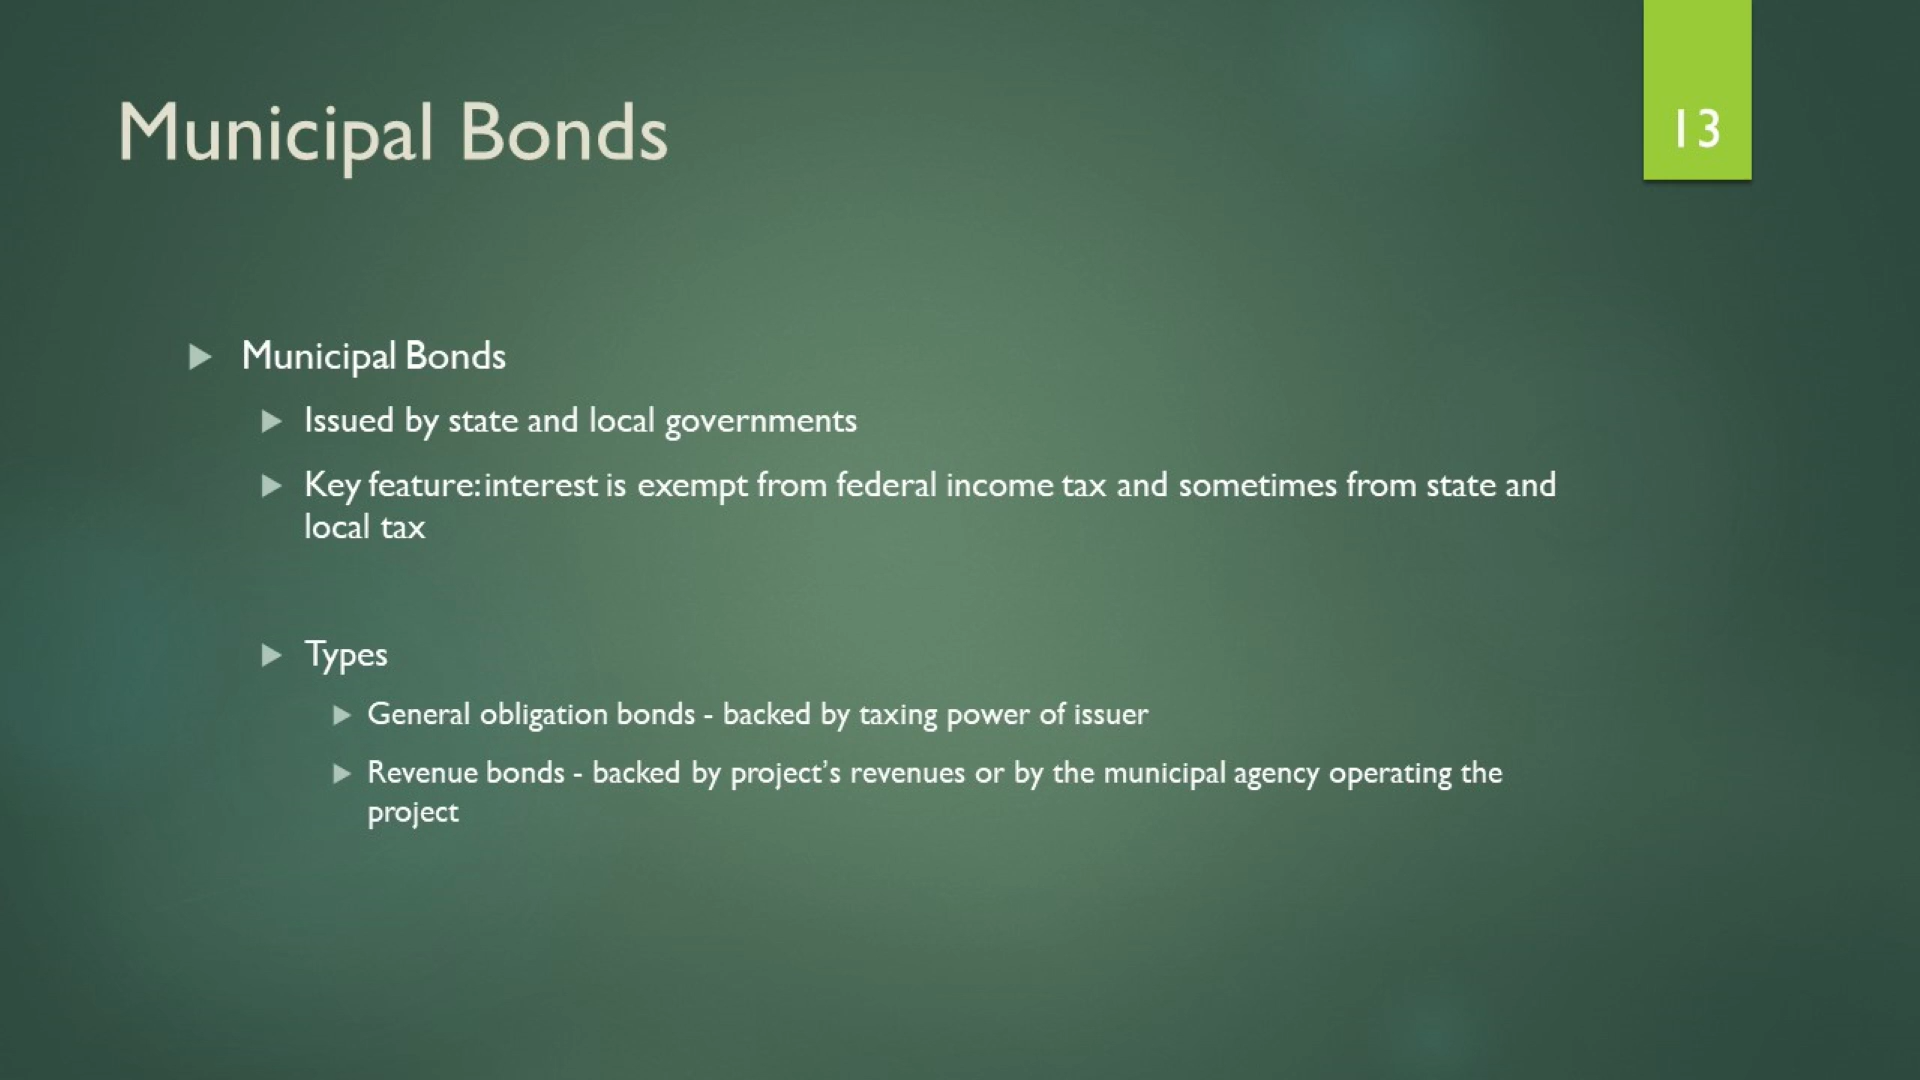 Municipal Bonds
13
Municipal Bonds
Issued by state and local governments
Key feature: interest is exempt from federal income tax and sometimes from state and
local tax
Types
General obligation bonds - backed by taxing power of issuer
Revenue bonds - backed by project’s revenues or by the municipal agency operating the
project